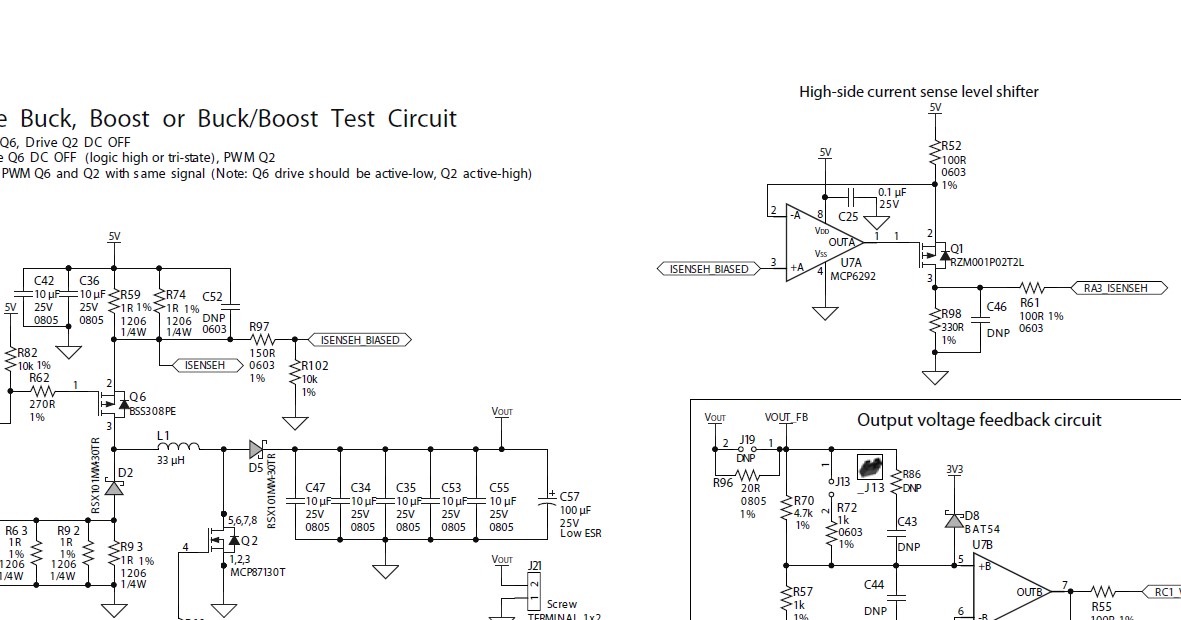 e Buck, Boost or Buck/Boost Test Circuit
Q6, Drive Q2 DC OFF
e Q6 DC OFF (logic high or tri-state), PWM Q2
PWM Q6 and Q2 with same signal (Note: Q6 drive should be active-low, Q2 active-high)
5V
C42
10 µF
25V
0805
C36
10 µF
25V
0805
R59
1R 1%
1206
1/4W
R74
1R 1%
1206
1/4W
C52
DNP
0603
5V
R82
10k 1%
R62
270R
1%
R97
150R
0603
1%
ISENSEH_BIASED
ISENSEH
R102
10k
1%
1
2
3
Q6
BSS308PE
L1
33 µH
RSX101MM-30TR
D2
D5
RSX101MM-30TR
R63
1R
1%
1206
1/4W
R92
1R
1%
1206
1/4W
R93
1R 1%
1206
1/4W
5,6,7,8
4
Q2
1,2,3
MCP87130T
VOUT
C47
10 µF
25V
0805
C34
10 µF
25V
0805
C35
10 µF
25V
0805
C53
10 µF
25V
0805
C55
10 µF
25V
0805
+
C57
100 µF
25V
Low ESR
VOUT
J21
2
1
Screw
TERMINAL 1x2
High-side current sense level shifter
5V
R52
100R
0603
1%
5V
0.1 µF
25V
C25
2
-A
8
VDD
OUTA
1
1
VSS
ISENSEH_BIASED
3
+A
4
U7A
MCP6292
2
Q1
RZM001P02T2L
3
R98
330R
1%
C46
DNP
R61
100R 1%
0603
RA3_ISENSEH
Output voltage feedback circuit
VOUT
VOUT_FB
2
J19
1
DNP
R96
20R
0805
1%
R70
4.7k
1%
1
J13
2
_J13
R72
1k
0603
1%
R86
DNP
C43
DNP
3V3
D8
BAT54
U7B
5
+B
OUTB
7
6
-B
R57
1k
1%
C44
DNP
R55
100R 1%
RC1_